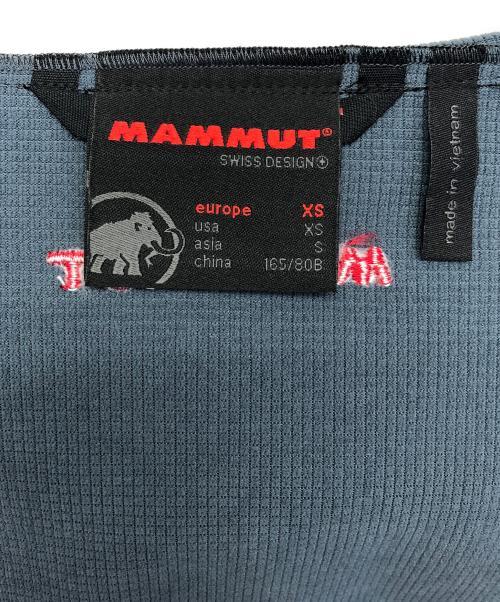 MAMMUT®
SWISS DESIGN
europe XS
usa XS
asia S
china 165/80B
made in vietnam